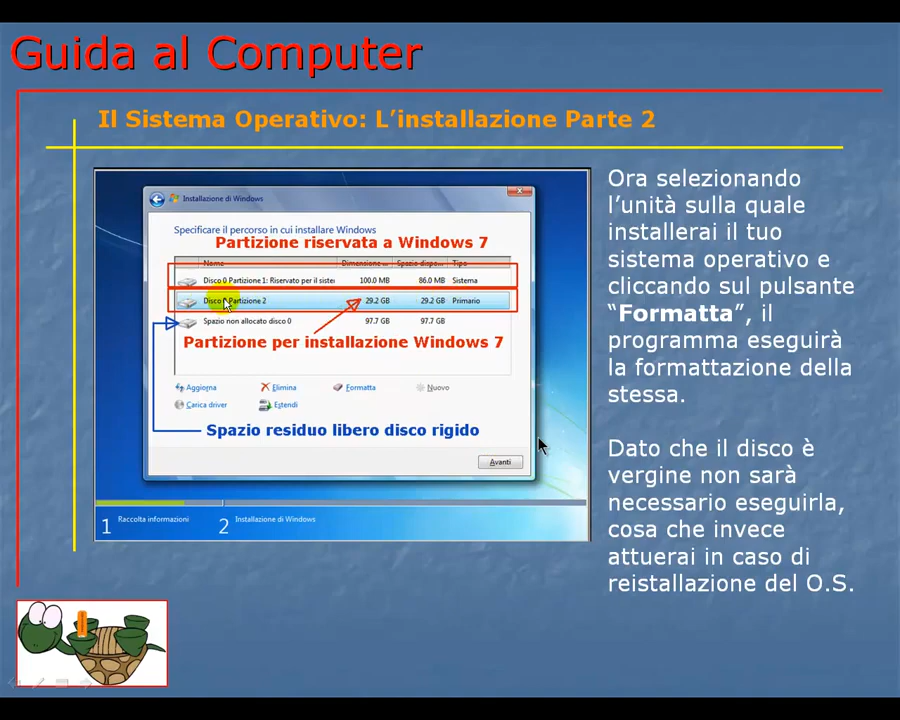 Guida al Computer
Il Sistema Operativo: L’installazione Parte 2
Installazione di Windows
Specificare il percorso in cui installare Windows
Partizione riservata a Windows 7
Nome Dimensione ... Spazio dispo... Tipo
Disco 0 Partizione 1: Riservato per il sister 100.0 MB 86.0 MB Sistema
Disco 0 Partizione 2 29.2 GB 29.2 GB Primario
Spazio non allocato disco 0 97.7 GB 97.7 GB
Partizione per installazione Windows 7
Aggiorna Elimina Formatta Nuovo
Carica driver Estendi
Spazio residuo libero disco rigido
Avanti
1 Raccolta informazioni 2 Installazione di Windows
Ora selezionando
l’unità sulla quale
installerai il tuo
sistema operativo e
cliccando sul pulsante
“Formatta”, il
programma eseguirà
la formattazione della
stessa.
Dato che il disco è
vergine non sarà
necessario eseguirla,
cosa che invece
attuerai in caso di
reistallazione del O.S.